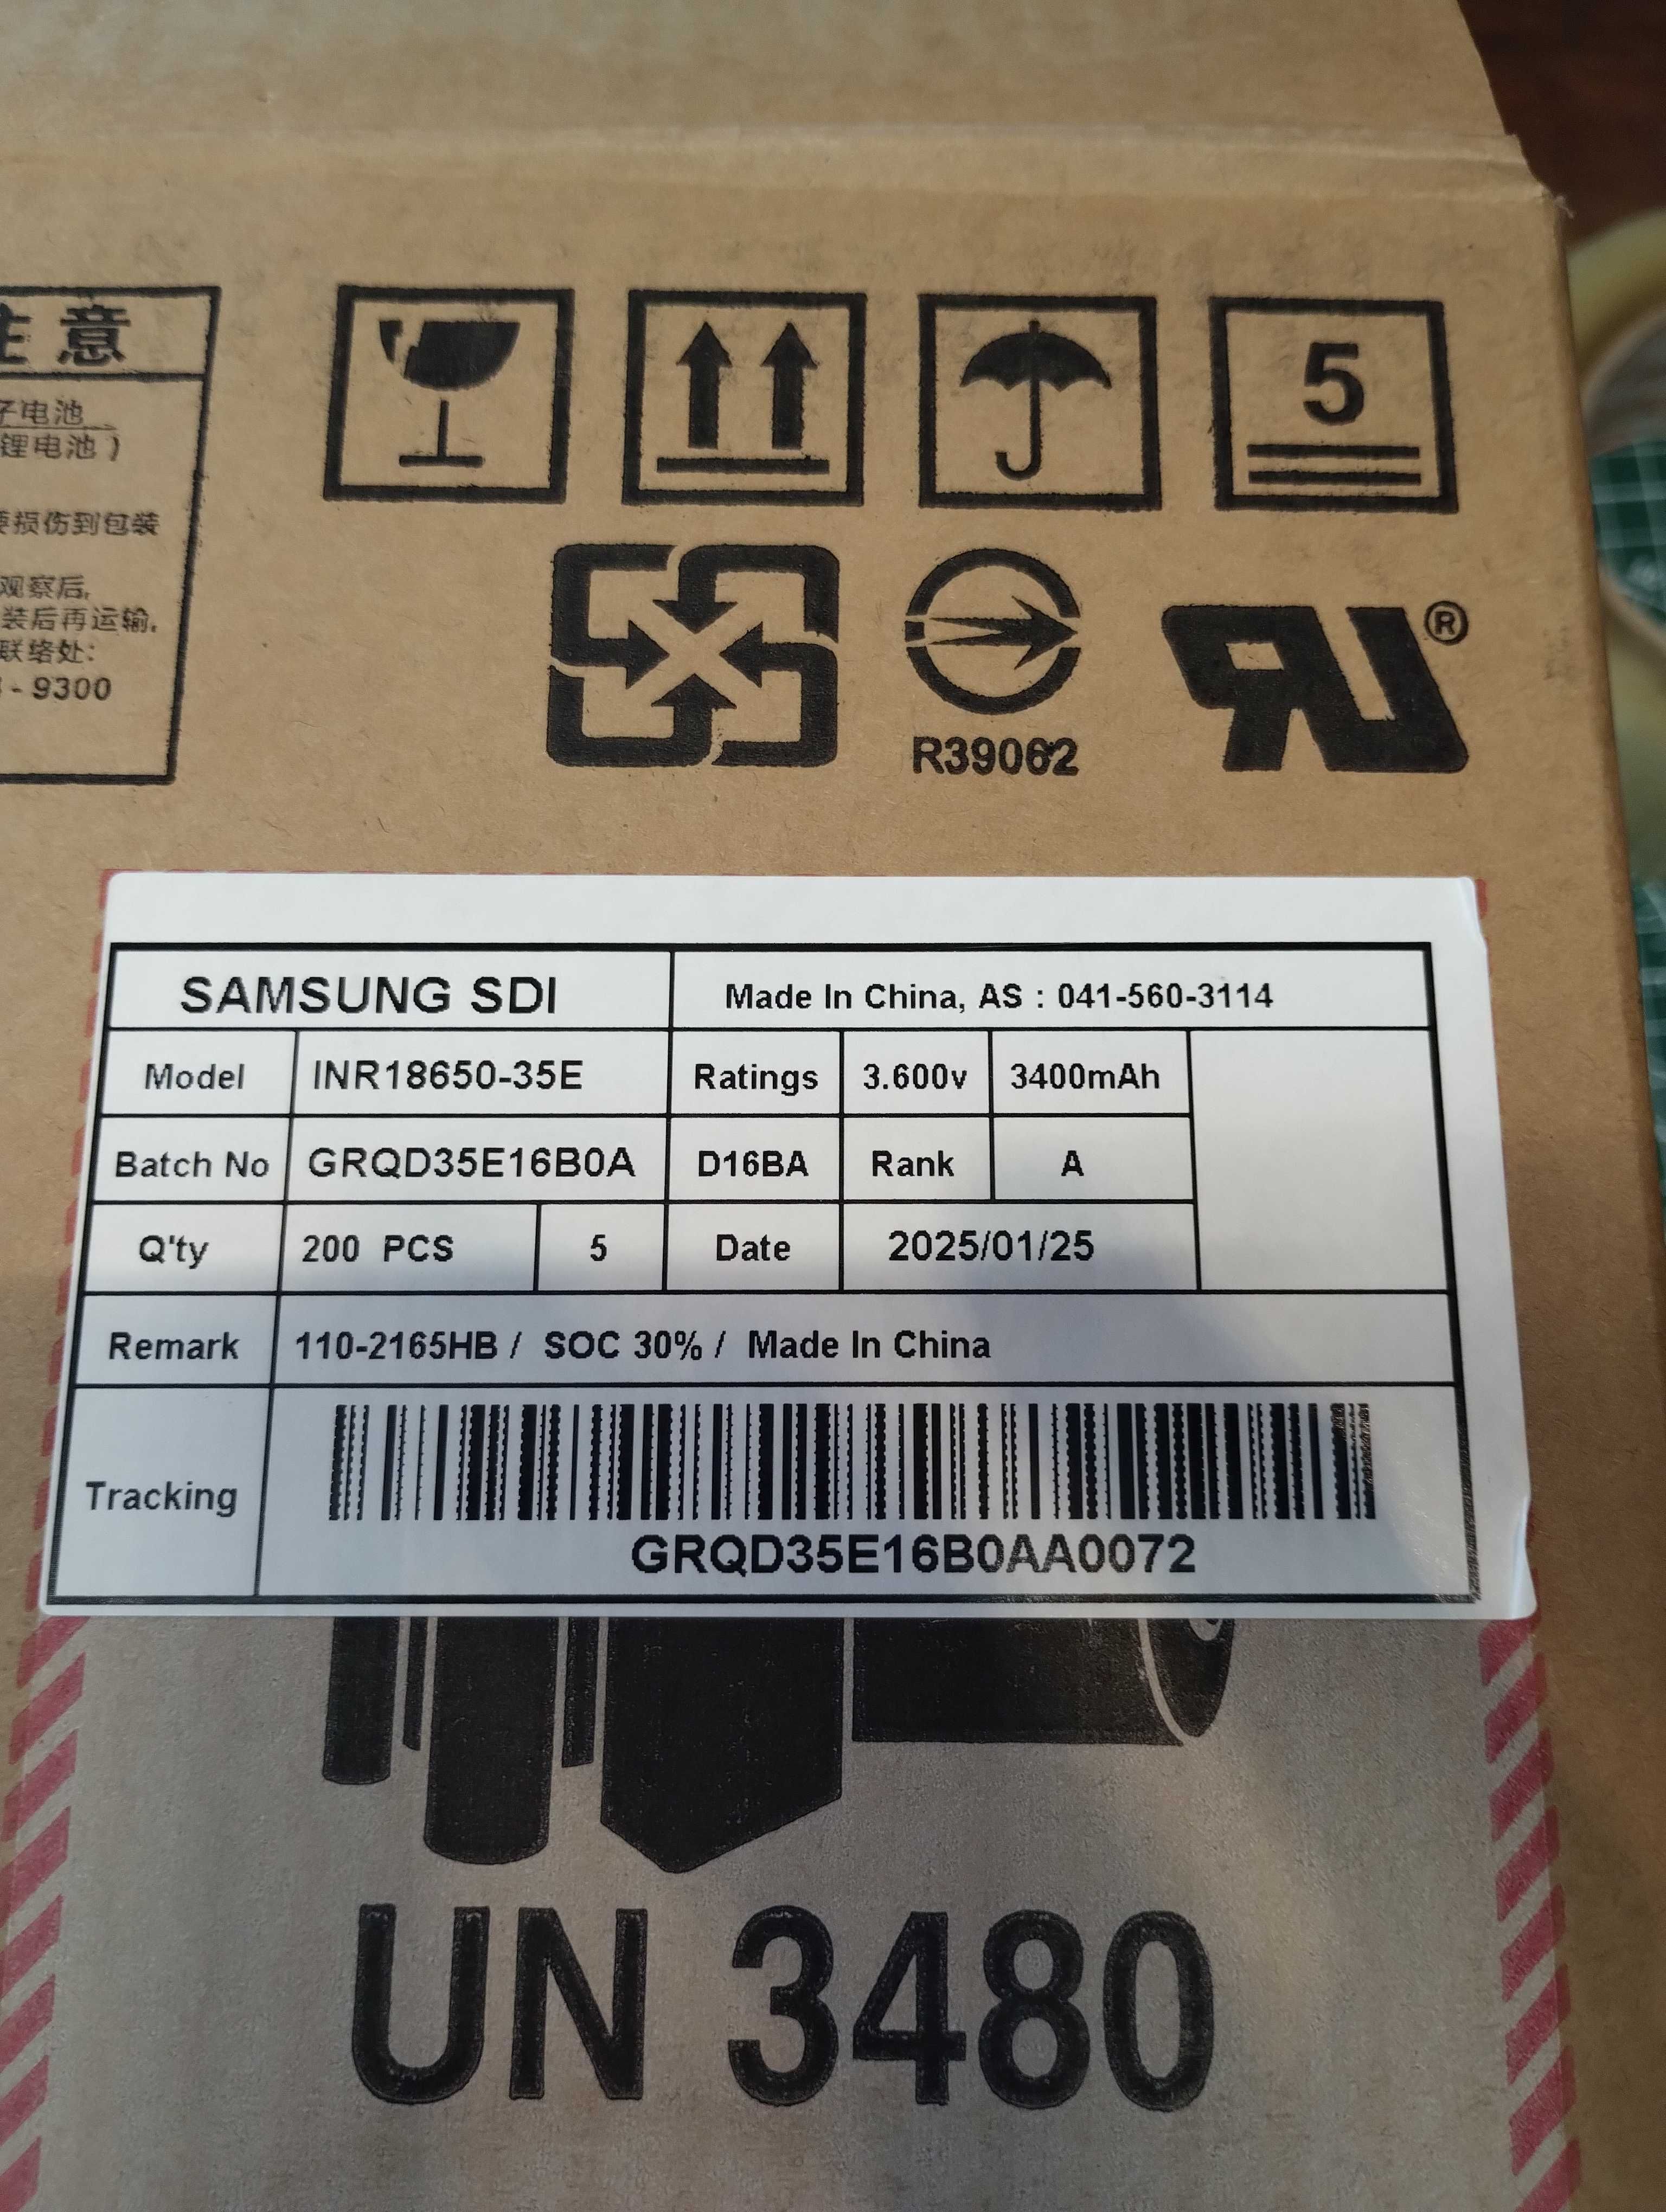 注意
子电池
锂电池 )
要损伤到包装
观察后,
装后再运输.
联络处:
- 9300
5
R39062
®
SAMSUNG SDI
Made In China, AS : 041-560-3114
Model INR18650-35E Ratings 3.600v 3400mAh
Batch No GRQD35E16B0A D16BA Rank A
Q'ty 200 PCS 5 Date 2025/01/25
Remark 110-2165HB / SOC 30% / Made In China
Tracking
GRQD35E16B0AA0072
UN 3480